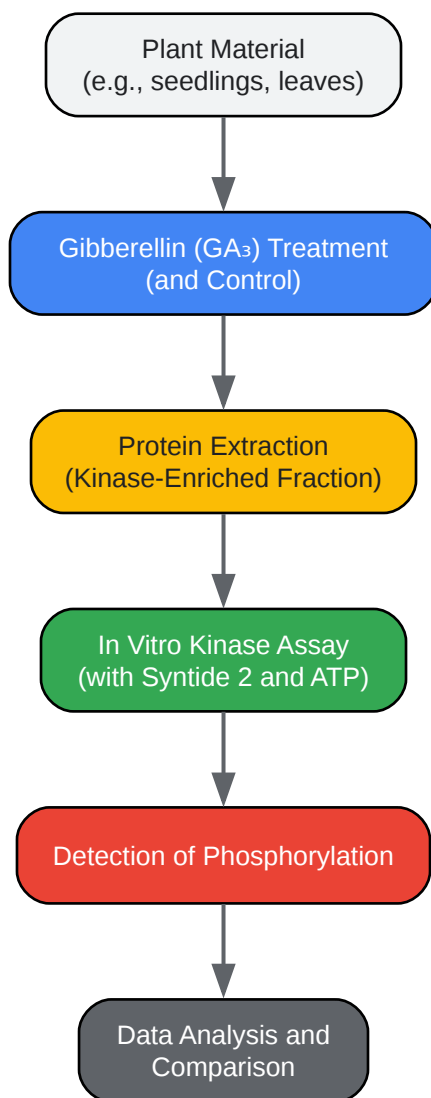 Plant Material
(e.g., seedlings, leaves)
Gibberellin (GA₃) Treatment
(and Control)
Protein Extraction
(Kinase-Enriched Fraction)
In Vitro Kinase Assay
(with Syntide 2 and ATP)
Detection of Phosphorylation
Data Analysis and
Comparison